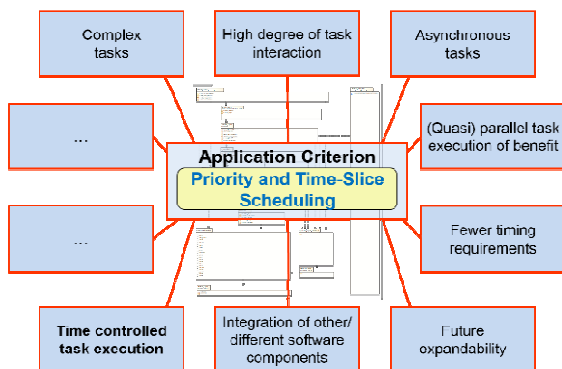 Complex
tasks
High degree of task
interaction
Asynchronous
tasks
...
(Quasi) parallel task
execution of benefit
Application Criterion
Priority and Time-Slice
Scheduling
...
Fewer timing
requirements
Time controlled
task execution
Integration of other/
different software
components
Future
expandability